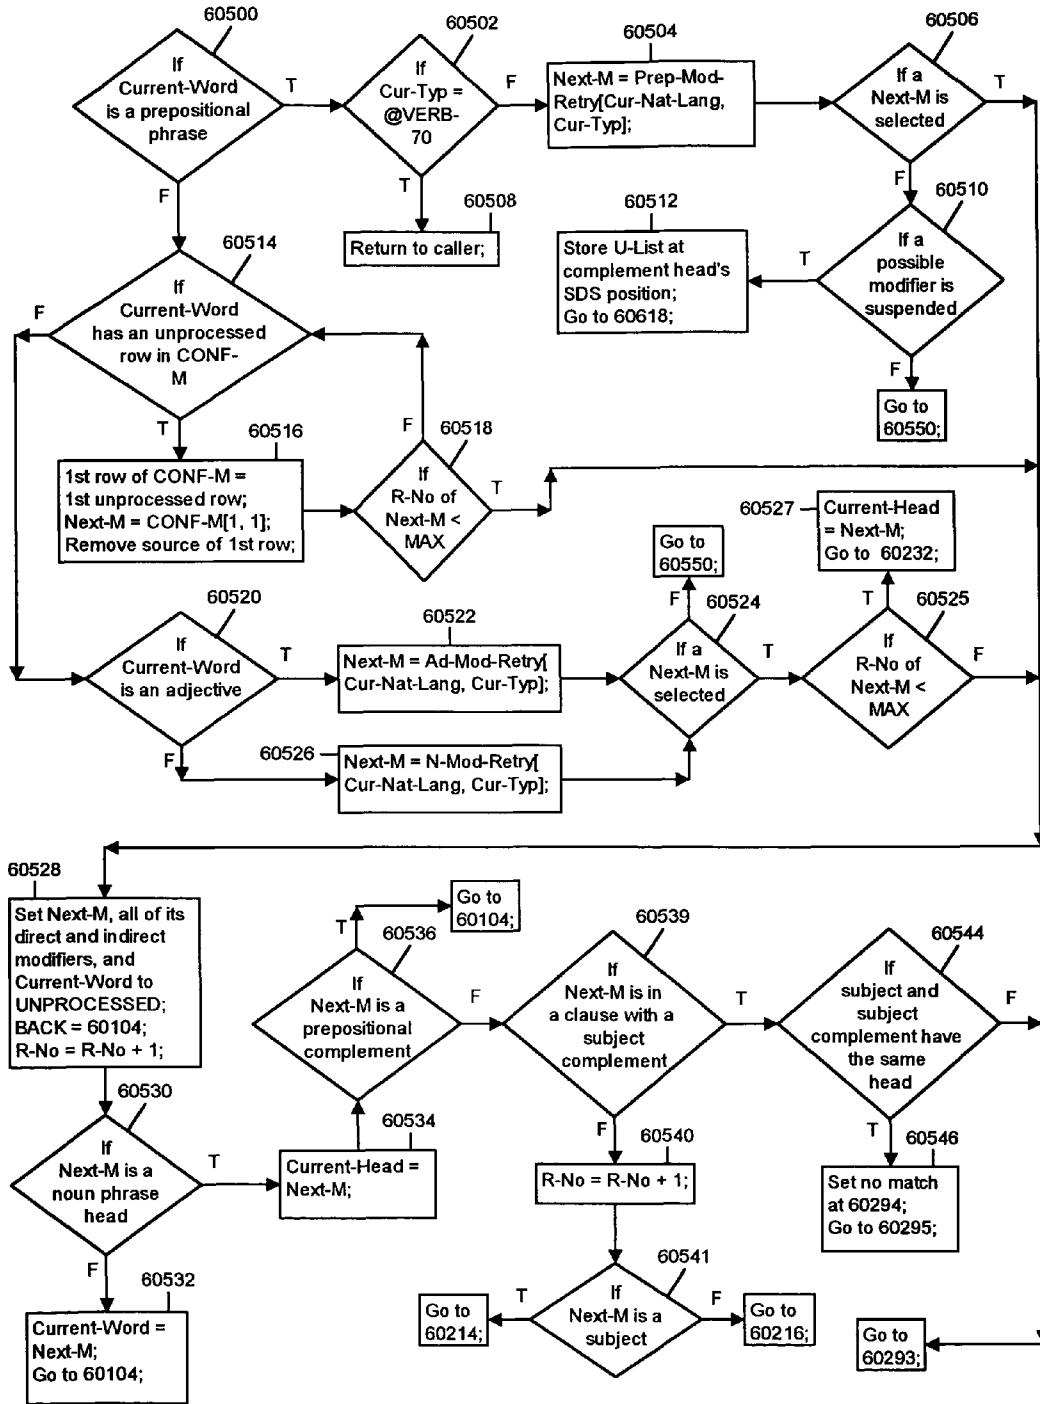 60500
If
Current-Word
is a prepositional
phrase
T
F
60502
If
Cur-Typ =
@VERB-
70
F
T
60504
Next-M = Prep-Mod-
Retry[Cur-Nat-Lang,
Cur-Typ];
60506
If a
Next-M is
selected
T
F
60508
Return to caller;
60510
If a
possible
modifier is
suspended
T
F
60512
Store U-List at
complement head's
SDS position;
Go to 60618;
Go to
60550;
60514
If
Current-Word
has an unprocessed
row in CONF-
M
F
T
60516
1st row of CONF-M =
1st unprocessed row;
Next-M = CONF-M[1, 1];
Remove source of 1st row;
60518
If
R-No of
Next-M <
MAX
F
T
60520
If
Current-Word
is an adjective
T
F
60522
Next-M = Ad-Mod-Retry[
Cur-Nat-Lang, Cur-Typ];
60526
Next-M = N-Mod-Retry[
Cur-Nat-Lang, Cur-Typ];
Go to
60550;
F
60524
If a
Next-M is
selected
T
60527
Current-Head
= Next-M;
Go to 60232;
T
60525
If
R-No of
Next-M <
MAX
F
60528
Set Next-M, all of its
direct and indirect
modifiers, and
Current-Word to
UNPROCESSED;
BACK = 60104;
R-No = R-No + 1;
60530
If
Next-M is a
noun phrase
head
T
F
60532
Current-Word =
Next-M;
Go to 60104;
60534
Current-Head =
Next-M;
60536
If
Next-M is a
prepositional
complement
T
F
Go to
60104;
60539
If
Next-M is in
a clause with a
subject
complement
T
F
60540
R-No = R-No + 1;
60541
If
Next-M is a
subject
T
F
Go to
60214;
Go to
60216;
60544
If
subject and
subject
complement have
the same
head
F
T
60546
Set no match
at 60294;
Go to 60295;
Go to
60293;